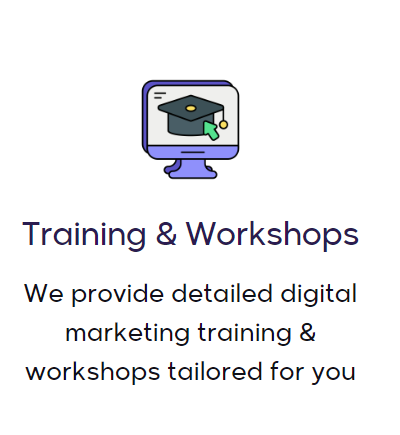 Training & Workshops
We provide detailed digital
marketing training &
workshops tailored for you